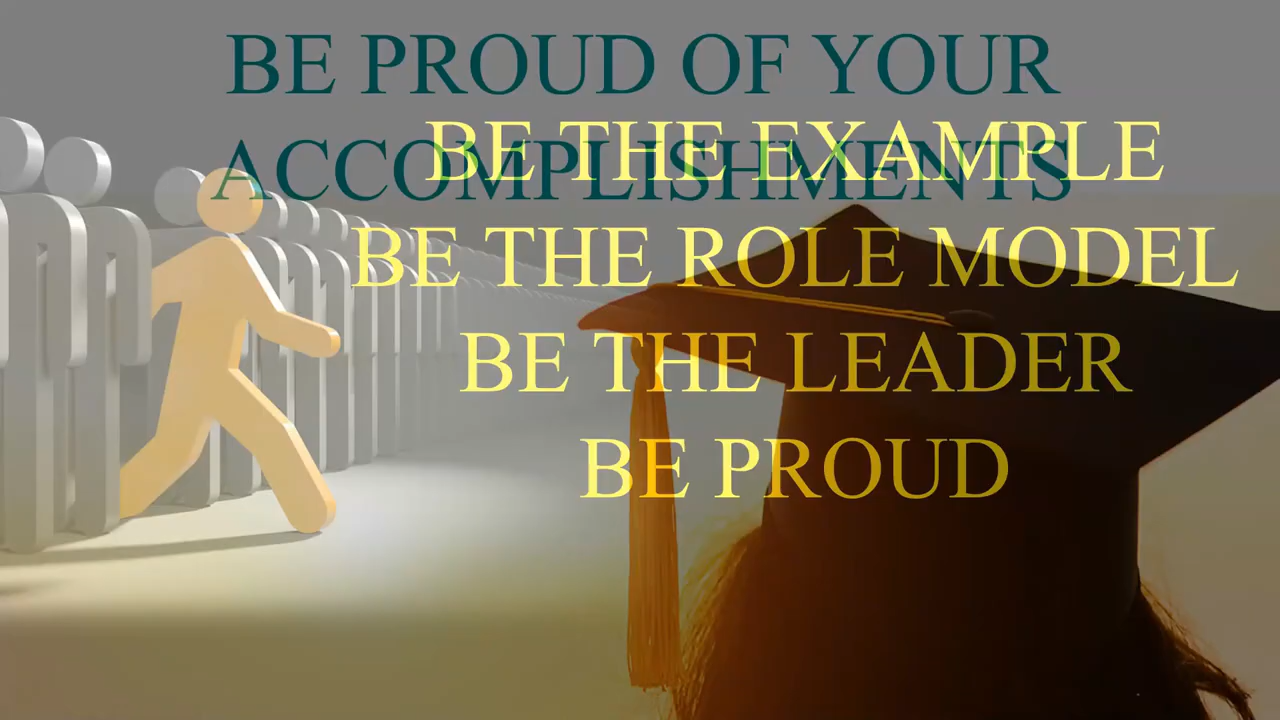 BE PROUD OF YOUR
ACCOMPLISHMENTS
BE THE EXAMPLE
BE THE ROLE MODEL
BE THE LEADER
BE PROUD